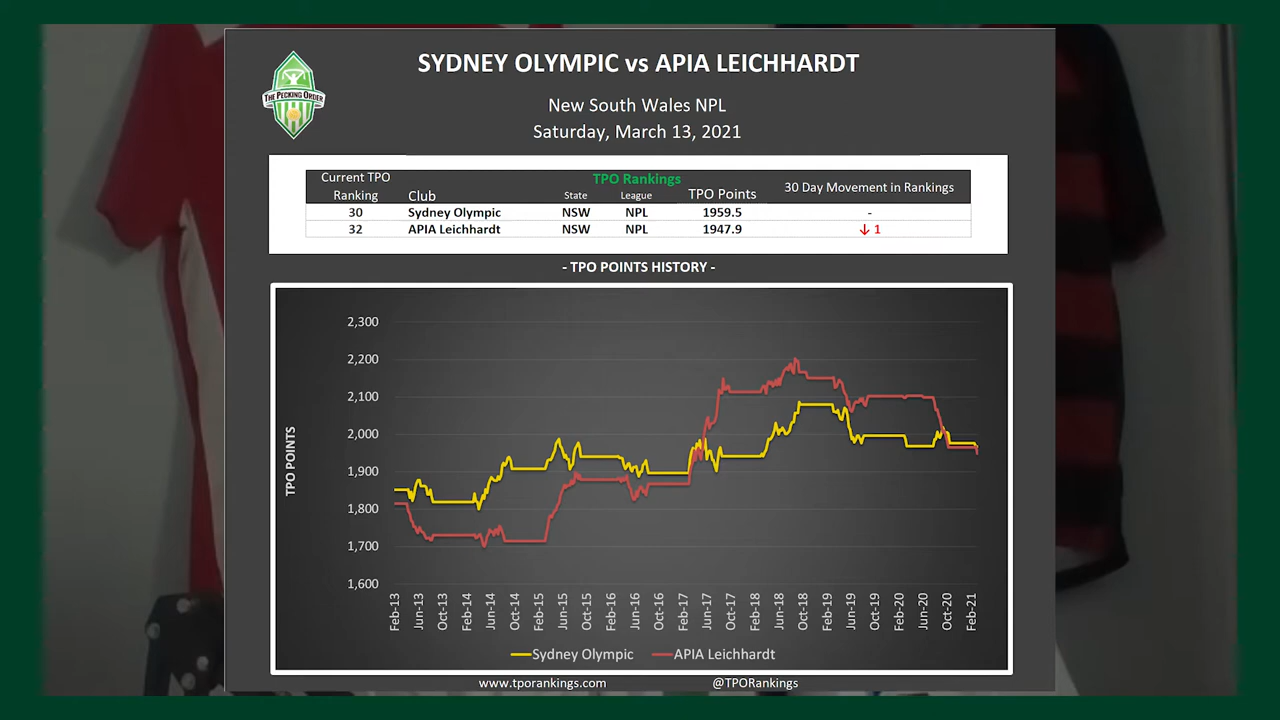 SYDNEY OLYMPIC vs APIA LEICHHARDT
THE PECKING ORDER
New South Wales NPL
Saturday, March 13, 2021
Current TPO Ranking Club TPO Rankings State League TPO Points 30 Day Movement in Rankings
30 Sydney Olympic NSW NPL 1959.5 -
32 APIA Leichhardt NSW NPL 1947.9 ↓ 1
- TPO POINTS HISTORY -
TPO POINTS
2,300
2,200
2,100
2,000
1,900
1,800
1,700
1,600
Feb-13 Jun-13 Oct-13 Feb-14 Jun-14 Oct-14 Feb-15 Jun-15 Oct-15 Feb-16 Jun-16 Oct-16 Feb-17 Jun-17 Oct-17 Feb-18 Jun-18 Oct-18 Feb-19 Jun-19 Oct-19 Feb-20 Jun-20 Oct-20 Feb-21
Sydney Olympic APIA Leichhardt
www.tporankings.com @TPORankings